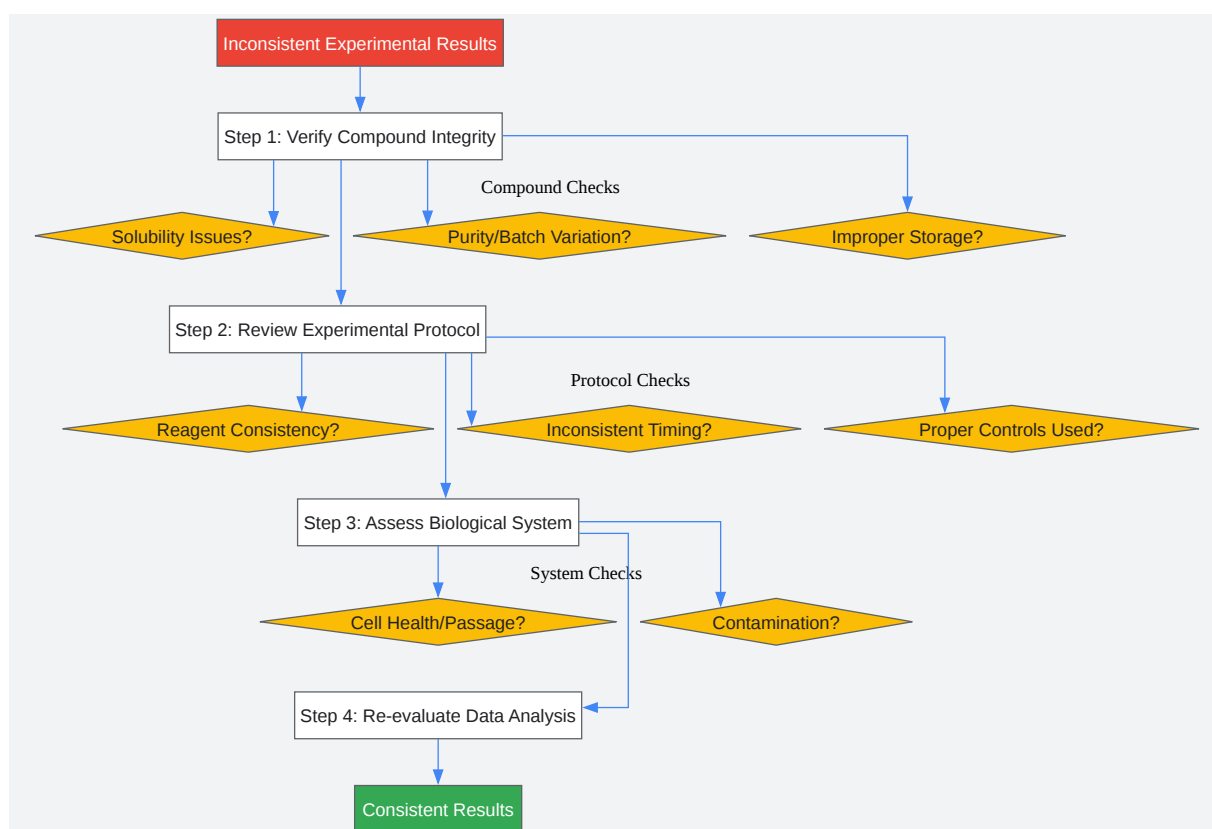 Inconsistent Experimental Results
Step 1: Verify Compound Integrity
Compound Checks
Solubility Issues?
Purity/Batch Variation?
Improper Storage?
Step 2: Review Experimental Protocol
Protocol Checks
Reagent Consistency?
Inconsistent Timing?
Proper Controls Used?
Step 3: Assess Biological System
System Checks
Cell Health/Passage?
Contamination?
Step 4: Re-evaluate Data Analysis
Consistent Results